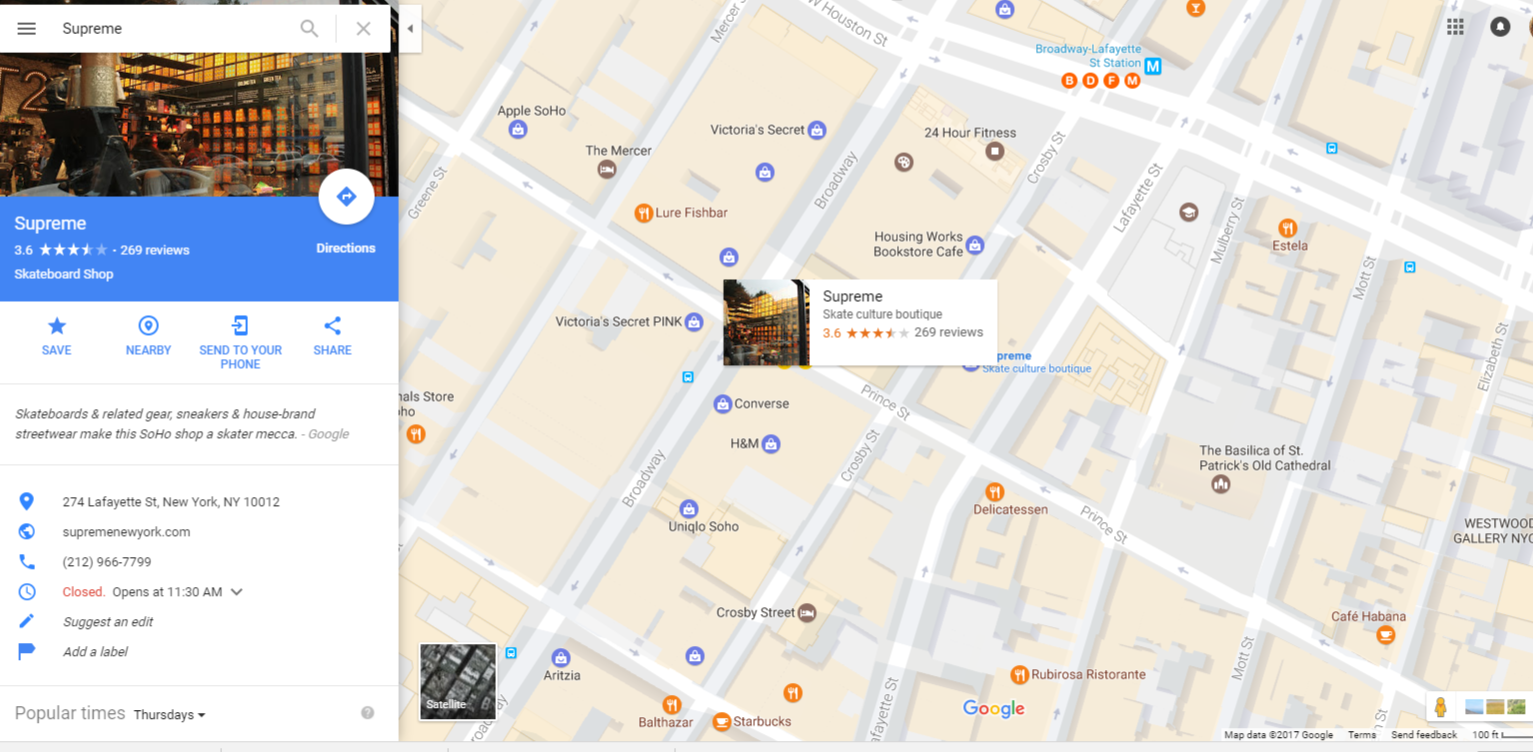 Supreme
T2
Supreme
3.6
269 reviews
Directions
Skateboard Shop
SAVE
NEARBY
SEND TO YOUR
PHONE
SHARE
Skateboards & related gear, sneakers & house-brand
streetwear make this SoHo shop a skater mecca. - Google
274 Lafayette St, New York, NY 10012
supremenewyork.com
(212) 966-7799
Closed. Opens at 11:30 AM
Suggest an edit
Add a label
Popular times Thursdays
?
Mercer S
W Houston St
Broadway-Lafayette
St Station M
B D F M
Apple SoHo
Victoria's Secret
24 Hour Fitness
The Mercer
Greene St
Broadway
Crosby St
Lafayette St
Mulberry St
Lure Fishbar
Housing Works
Bookstore Cafe
Estela
Mott St
Supreme
Skate culture boutique
3.6 269 reviews
Victoria's Secret PINK
preme
Skate culture boutique
Elizabeth St
nals Store
oho
Converse
Prince St
H&M
Crosby St
Broadway
The Basilica of St.
Patrick's Old Cathedral
Uniqlo Soho
Delicatessen
Prince St
WESTWOOD
GALLERY NYC
Crosby Street
Café Habana
Mott St
Aritzia
Rubirosa Ristorante
Satellite
Broadway
Balthazar
Starbucks
afayette St
Google
Map data ©2017 Google Terms Send feedback 100 ft